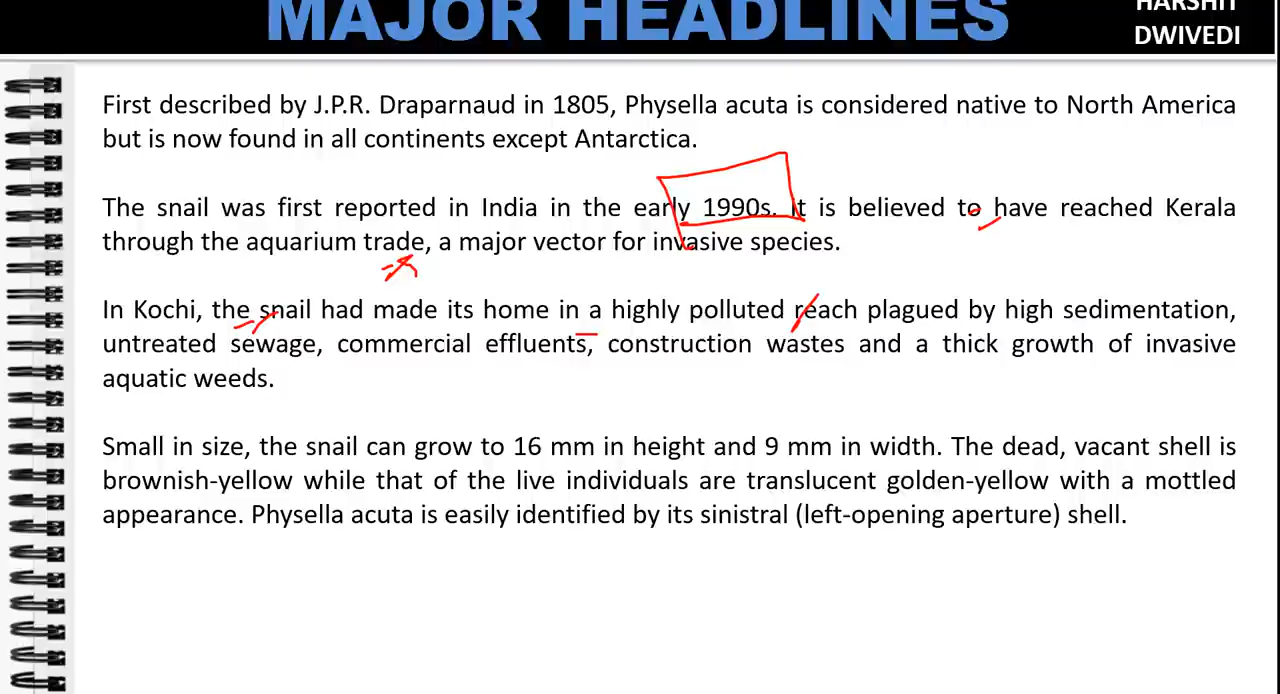 MAJOR HEADLINES
HARSHIT
DWIVEDI
First described by J.P.R. Draparnaud in 1805, Physella acuta is considered native to North America
but is now found in all continents except Antarctica.
The snail was first reported in India in the early 1990s. It is believed to have reached Kerala
through the aquarium trade, a major vector for invasive species.
In Kochi, the snail had made its home in a highly polluted reach plagued by high sedimentation,
untreated sewage, commercial effluents, construction wastes and a thick growth of invasive
aquatic weeds.
Small in size, the snail can grow to 16 mm in height and 9 mm in width. The dead, vacant shell is
brownish-yellow while that of the live individuals are translucent golden-yellow with a mottled
appearance. Physella acuta is easily identified by its sinistral (left-opening aperture) shell.